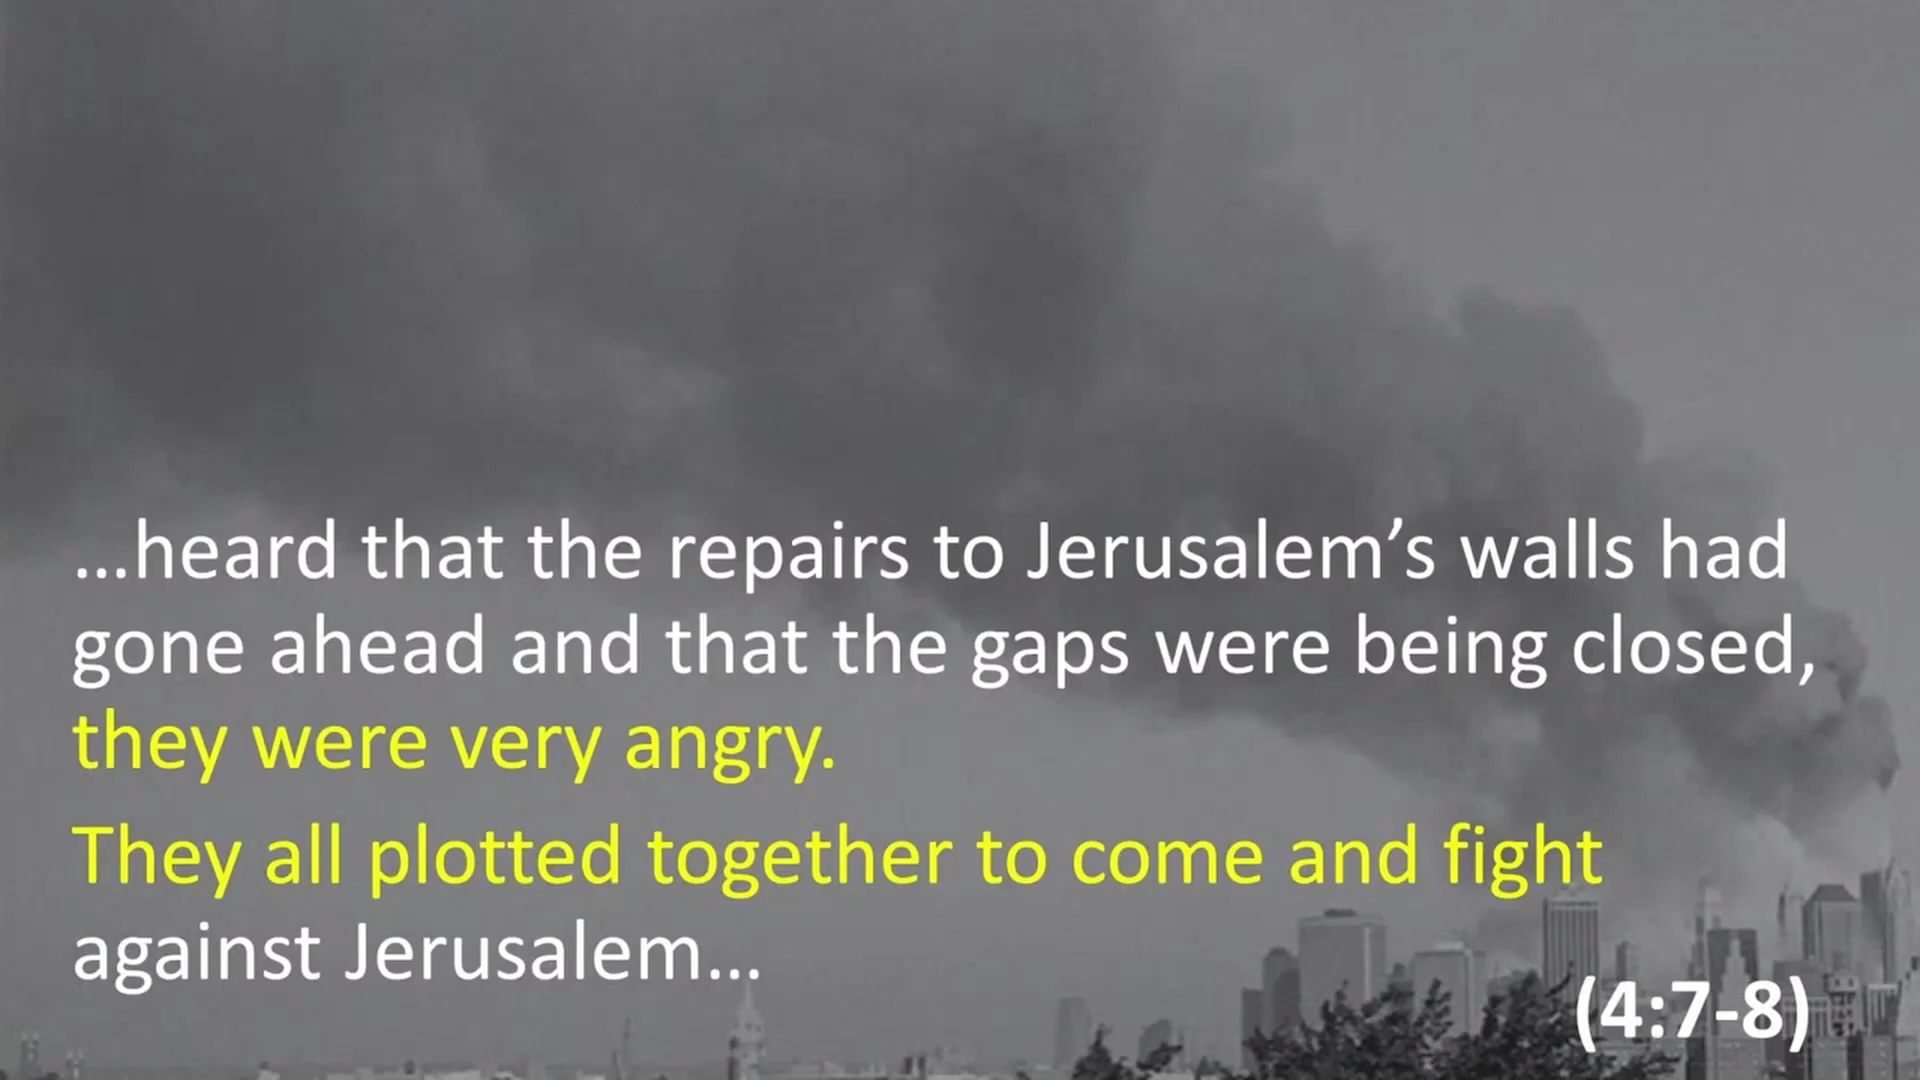 ...heard that the repairs to Jerusalem’s walls had
gone ahead and that the gaps were being closed,
they were very angry.
They all plotted together to come and fight
against Jerusalem...
(4:7-8)